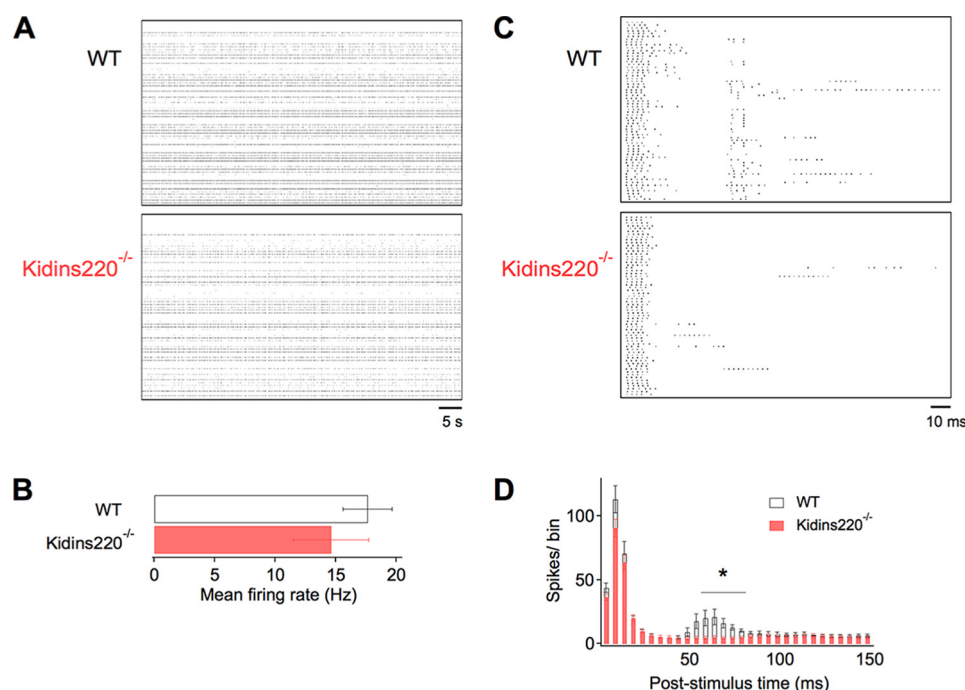 A
WT
Kidins220-/-
5 s
C
WT
Kidins220-/-
10 ms
B
WT
Kidins220-/-
0 5 10 15 20
Mean firing rate (Hz)
D
WT
Kidins220-/-
*
100
50
0
Spikes/ bin
50 100 150
Post-stimulus time (ms)